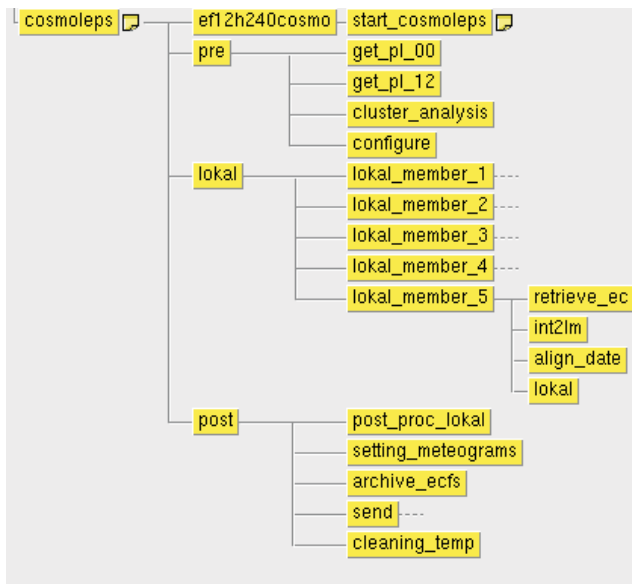 cosmoleps ef12h240cosmo start_cosmoleps
pre get_pl_00
get_pl_12
cluster_analysis
configure
lokal lokal_member_1
lokal_member_2
lokal_member_3
lokal_member_4
lokal_member_5 retrieve_ec
int2lm
align_date
lokal
post post_proc_lokal
setting_meteograms
archive_ecfs
send
cleaning_temp